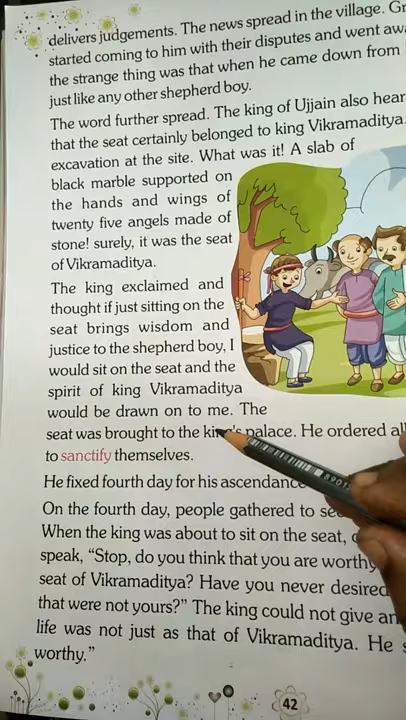 delivers judgements. The news spread in the village.
started coming to him with their disputes and went
the strange thing was that when he came down from
just like any other shepherd boy.
The word further spread. The king of Ujjain also
that the seat certainly belonged to king Vikramaditya.
excavation at the site. What was it! A slab of
black marble supported on
the hands and wings of
twenty five angels made of
stone! surely, it was the seat
of Vikramaditya.
The king exclaimed and
thought if just sitting on the
seat brings wisdom and
justice to the shepherd boy, I
would sit on the seat and the
spirit of king Vikramaditya
would be drawn on to me. The
seat was brought to the king's palace. He ordered
to sanctify themselves.
He fixed fourth day for his
On the fourth day, people gathered to
When the king was about to sit on the seat,
speak, “Stop, do you think that you are worthy
seat of Vikramaditya? Have you never desired
that were not yours?” The king could not give
life was not just as that of Vikramaditya. He
worthy.”
42